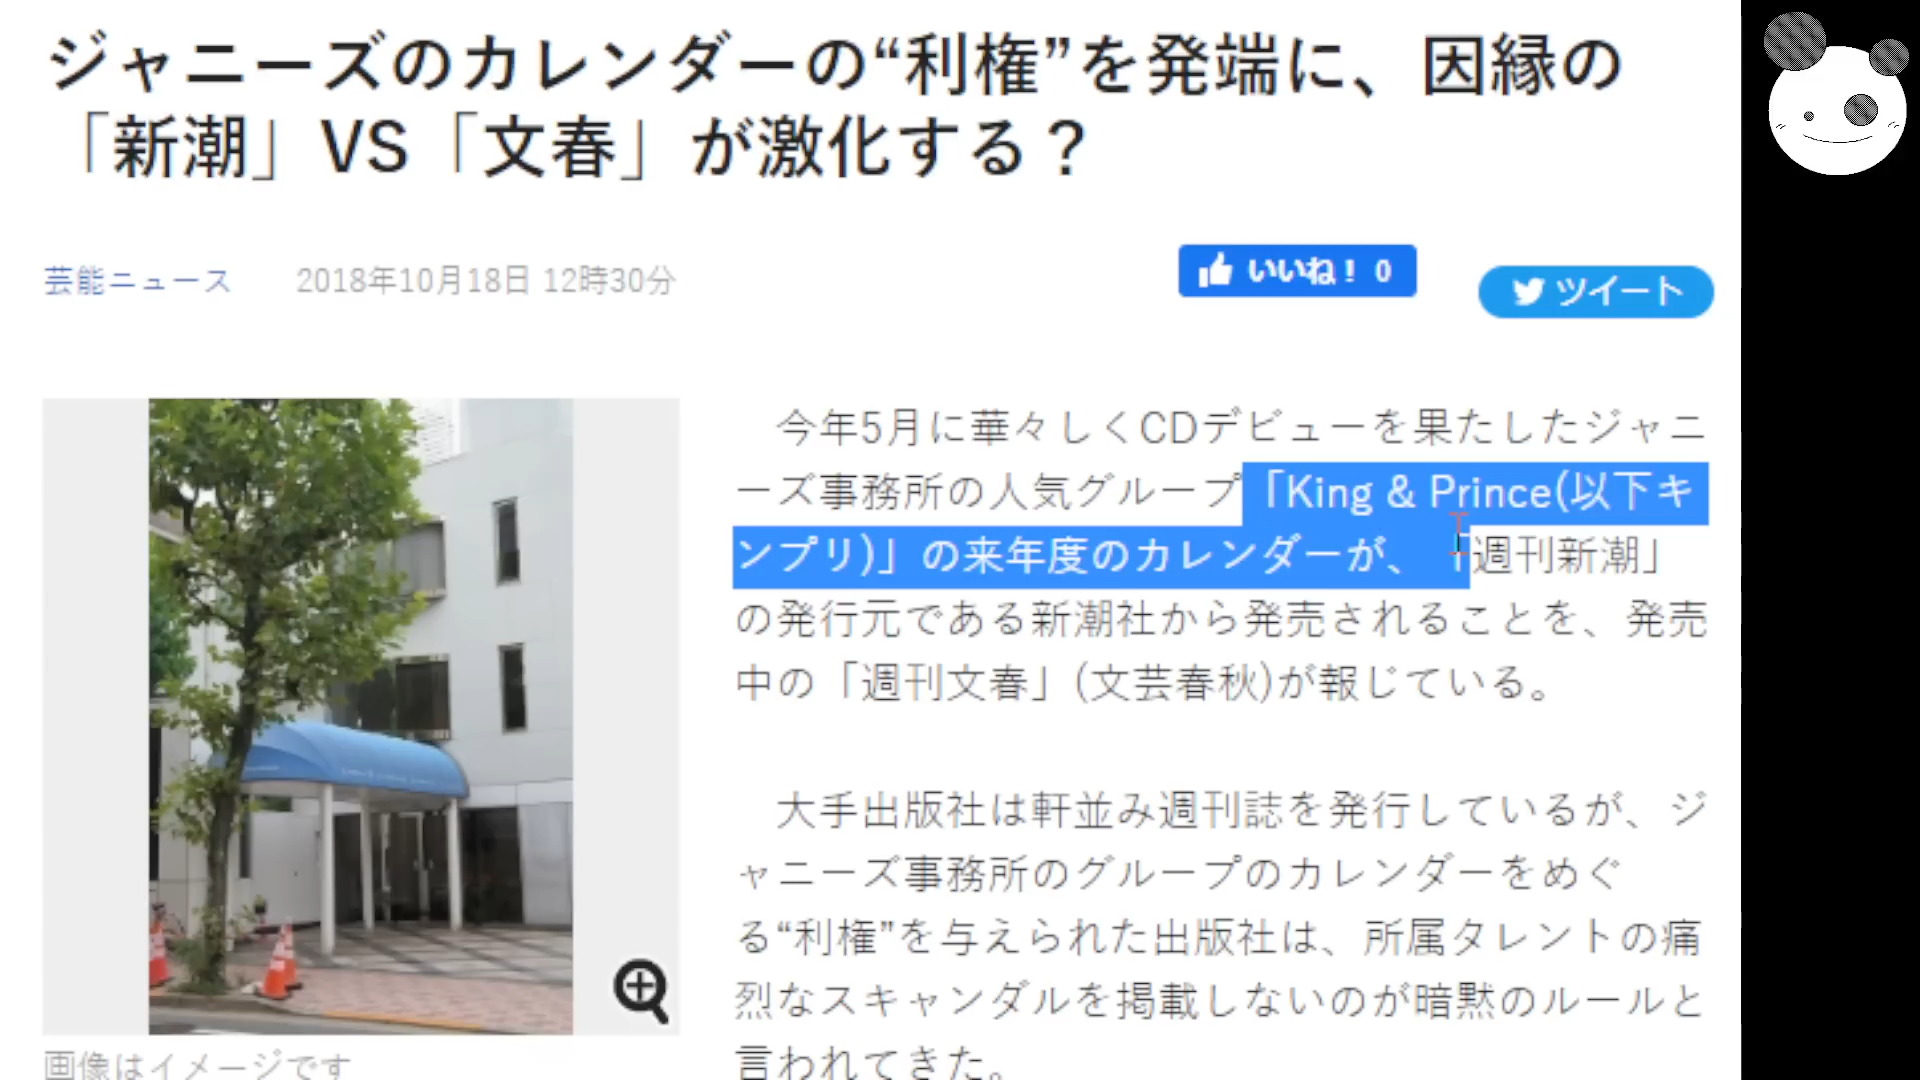 ジャニーズのカレンダーの“利権”を発端に、因縁の
「新潮」VS「文春」が激化する？
芸能ニュース 2018年10月18日 12時30分
いいね！ 0
ツイート
今年5月に華々しくCDデビューを果たしたジャニ
ーズ事務所の人気グループ「King & Prince(以下キ
ンプリ)」の来年度のカレンダーが、「週刊新潮」
の発行元である新潮社から発売されることを、発売
中の「週刊文春」(文芸春秋)が報じている。
大手出版社は軒並み週刊誌を発行しているが、ジ
ャニーズ事務所のグループのカレンダーをめぐ
る“利権”を与えられた出版社は、所属タレントの痛
烈なスキャンダルを掲載しないのが暗黙のルールと
言われてきた。
画像はイメージです